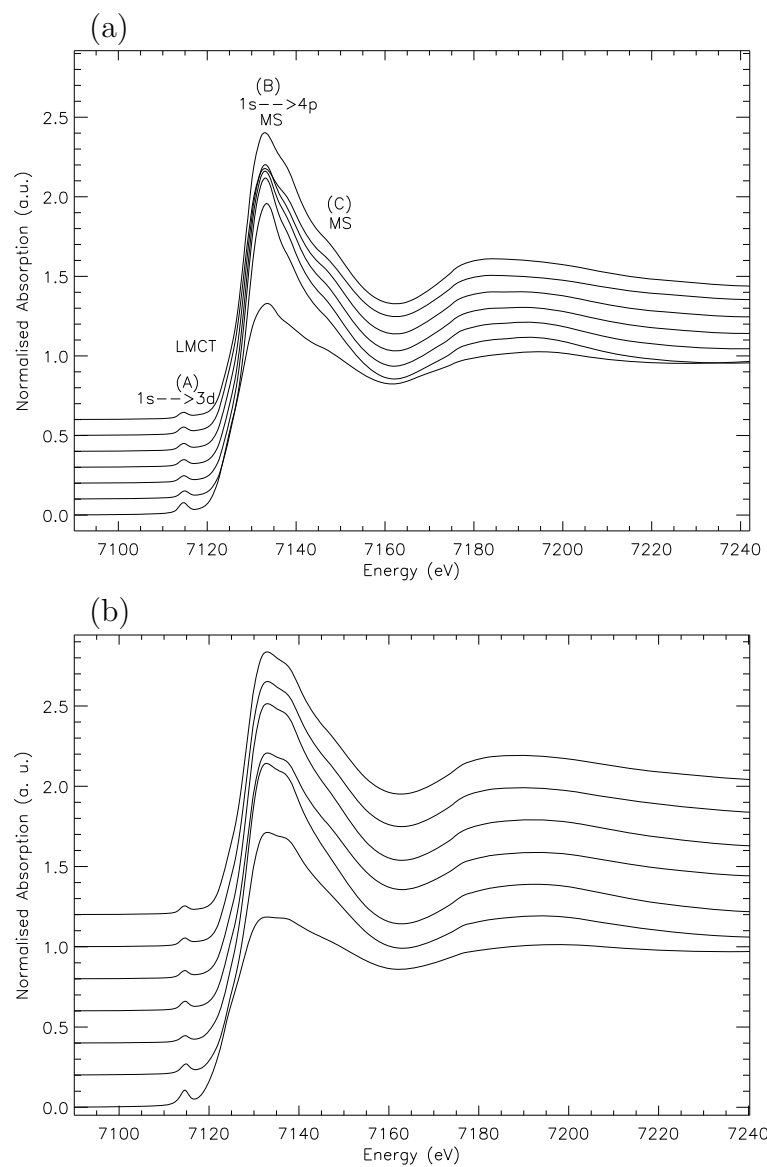 (a)
(B)
1s-->4p
MS
(C)
MS
LMCT
(A)
1s-->3d
2.5
2.0
1.5
1.0
0.5
0.0
Normalised Absorption (a.u.)
7100 7120 7140 7160 7180 7200 7220 7240
Energy (eV)
(b)
2.5
2.0
1.5
1.0
0.5
0.0
Normalised Absorption (a. u.)
7100 7120 7140 7160 7180 7200 7220 7240
Energy (eV)